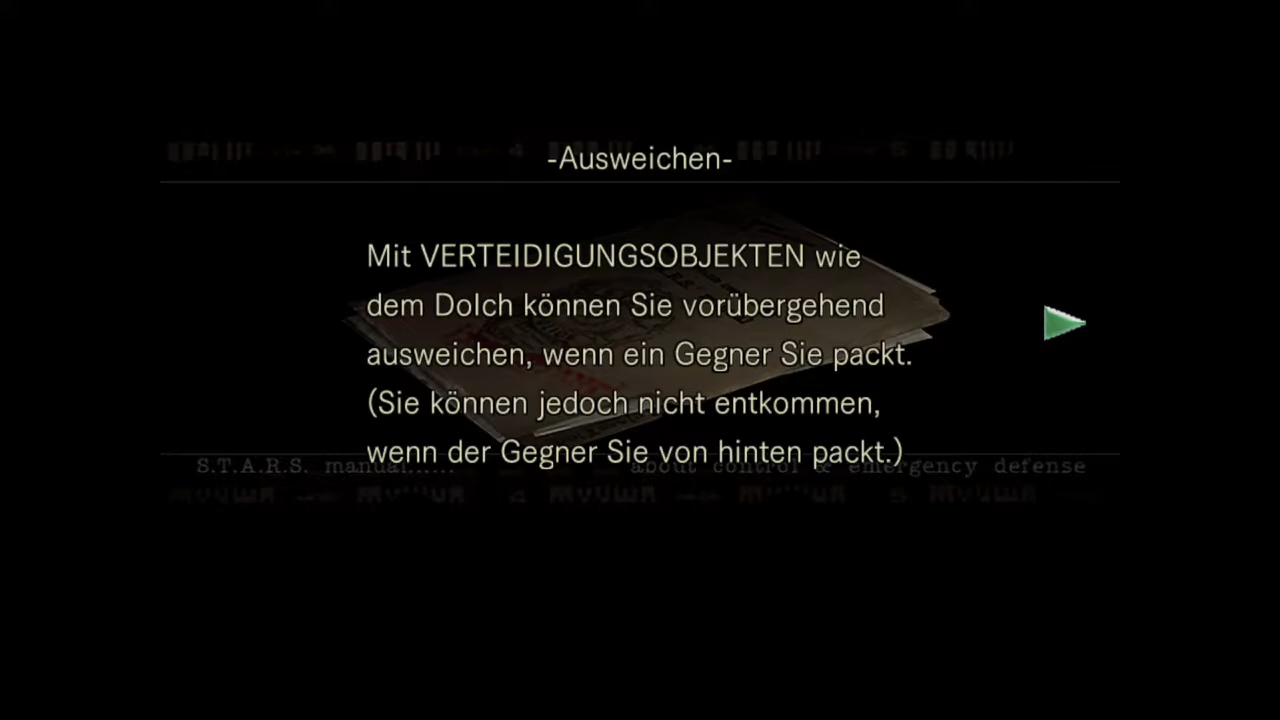 -Ausweichen-
Mit VERTEIDIGUNGSOBJEKTEN wie
dem Dolch können Sie vorübergehend
ausweichen, wenn ein Gegner Sie packt.
(Sie können jedoch nicht entkommen,
wenn der Gegner Sie von hinten packt.)
S.T.A.R.S. manual...... about control & emergency defense